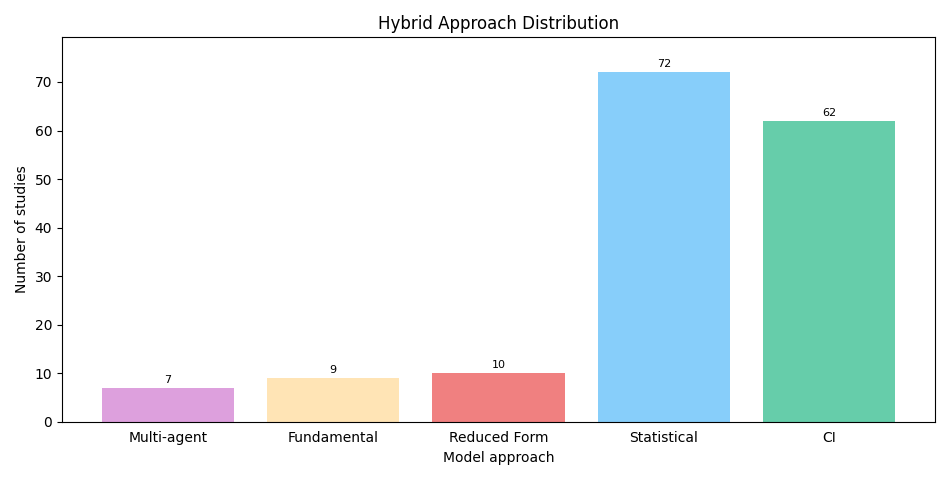 Hybrid Approach Distribution
Number of studies
70
60
50
40
30
20
10
0
7
9
10
72
62
Multi-agent
Fundamental
Reduced Form
Statistical
CI
Model approach